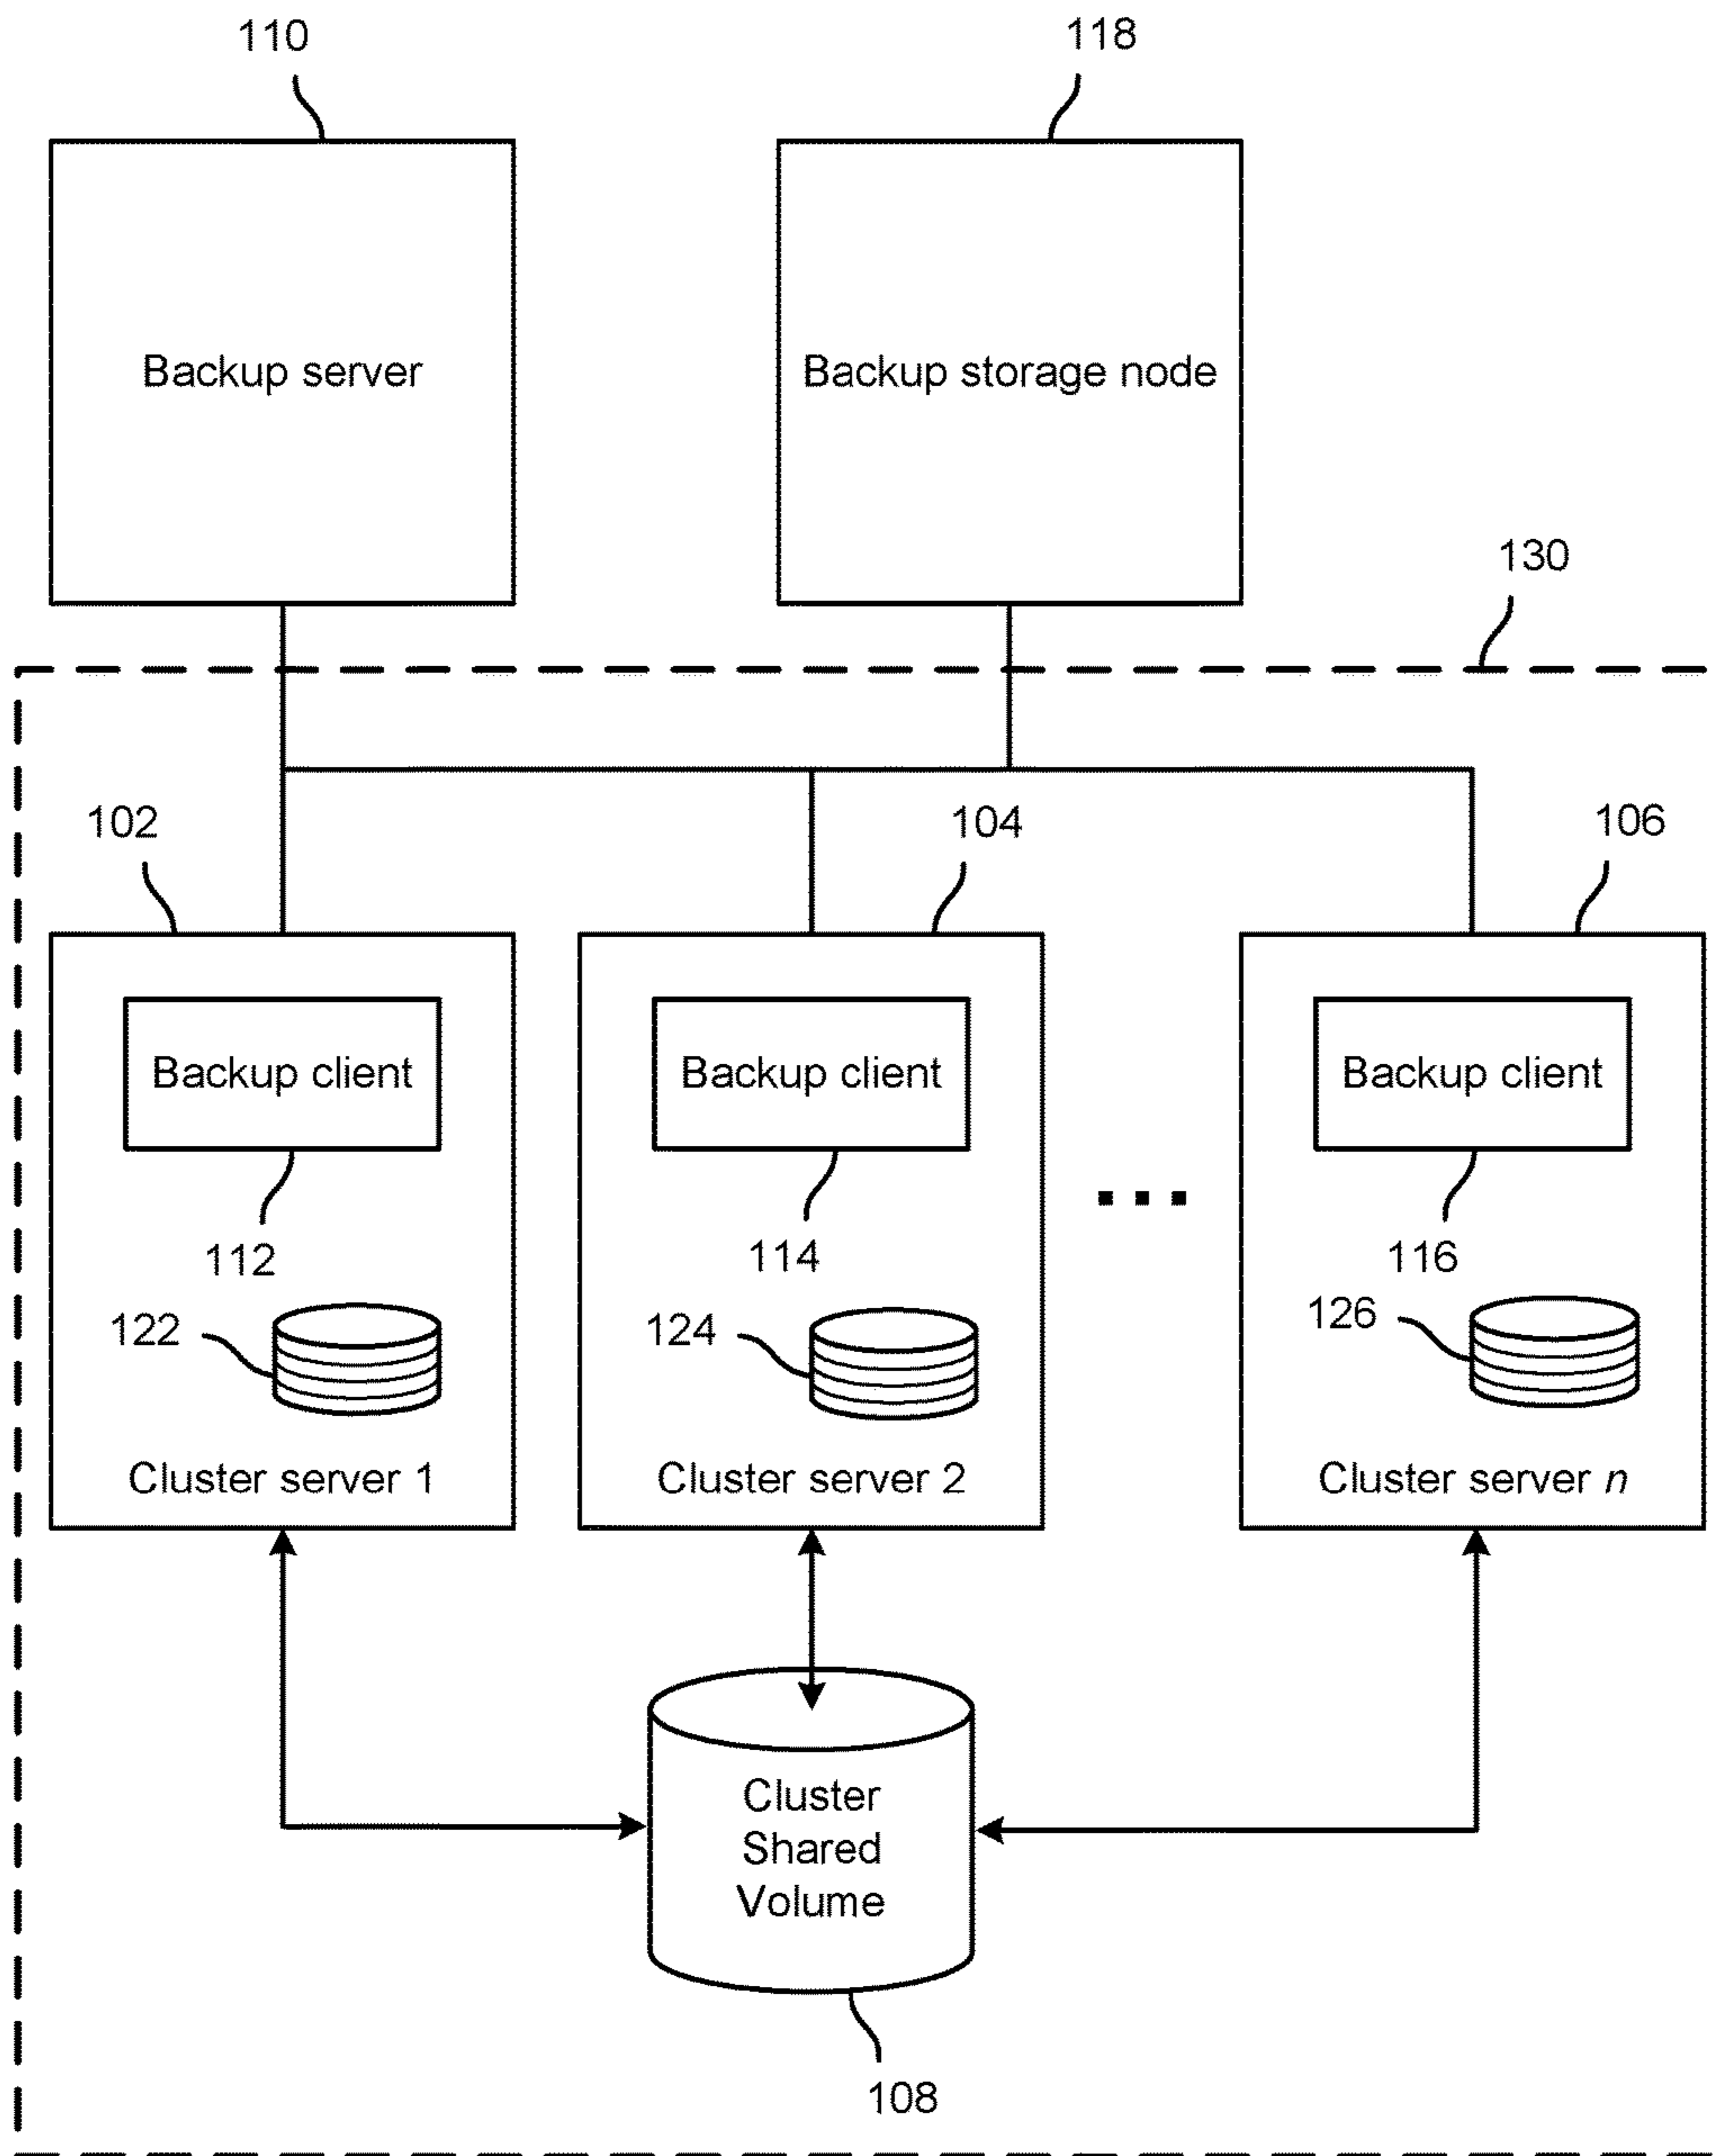 110
118
Backup server
Backup storage node
130
102
104
106
Backup client
Backup client
Backup client
112
114
116
122
124
126
Cluster server 1
Cluster server 2
Cluster server n
Cluster
Shared
Volume
108